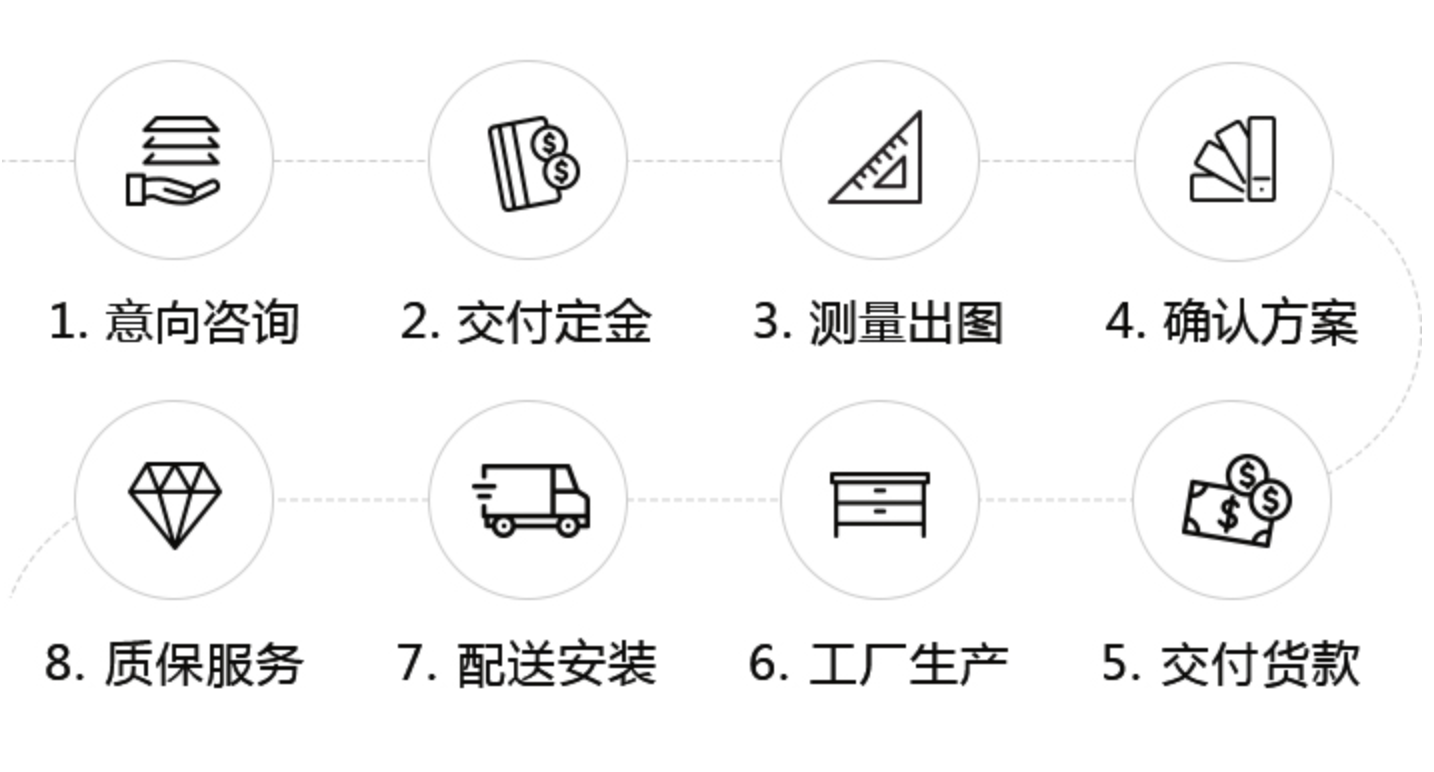 1. 意向咨询
2. 交付定金
3. 测量出图
4. 确认方案
5. 交付货款
6. 工厂生产
7. 配送安装
8. 质保服务